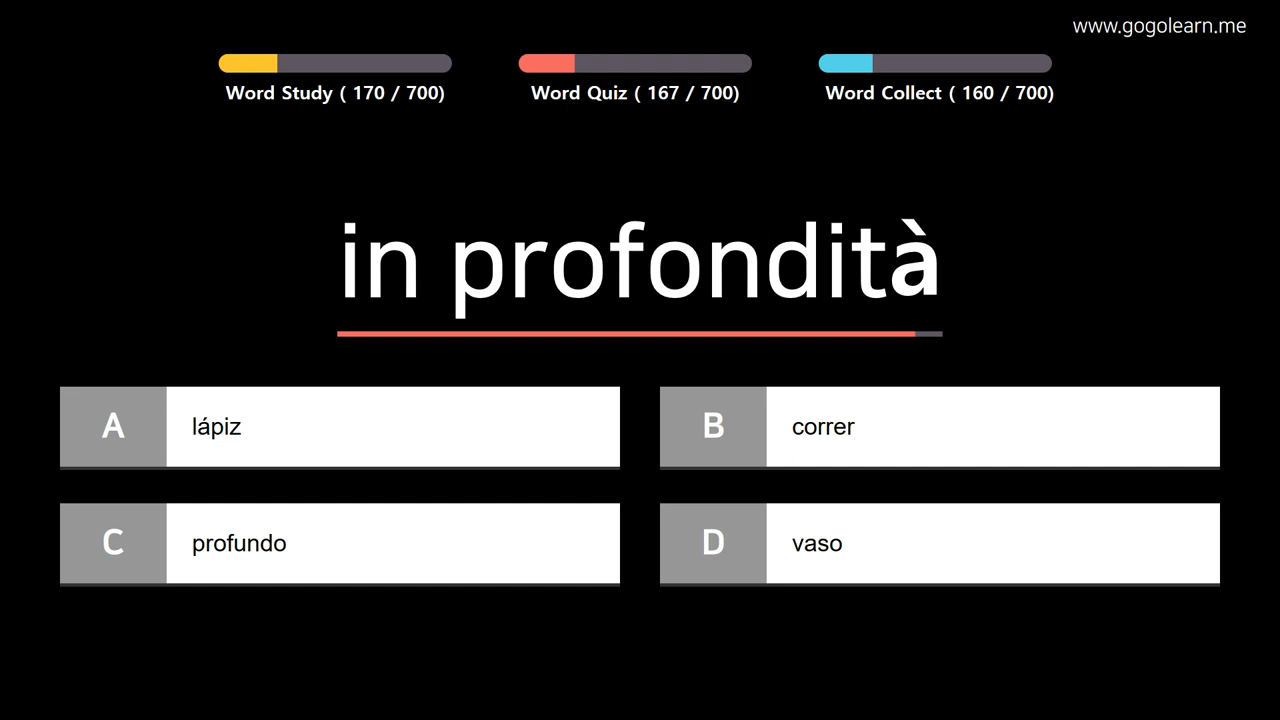 www.gogolearn.me
Word Study ( 170 / 700)
Word Quiz ( 167 / 700)
Word Collect ( 160 / 700)
in profondità
A lápiz
B correr
C profundo
D vaso